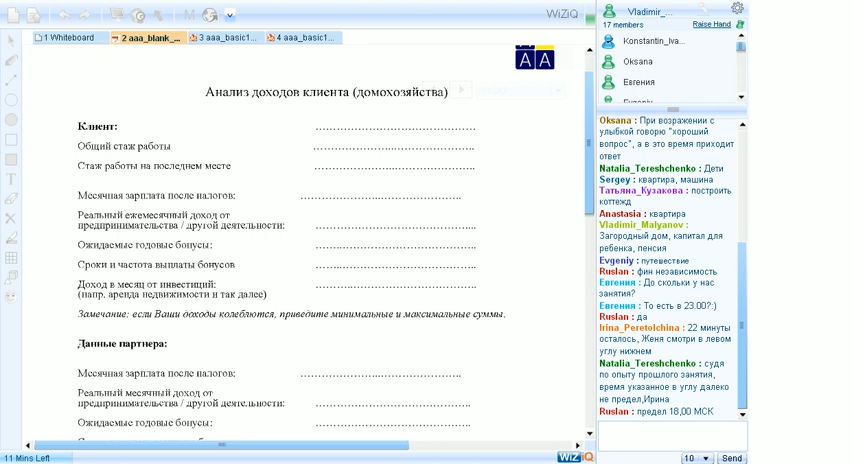 WiZiQ
1 Whiteboard
2 aaa_blank_...
3 aaa_basic1...
4 aaa_basic1...
A A
Анализ доходов клиента (домохозяйства)
Клиент:
Общий стаж работы
Стаж работы на последнем месте
Месячная зарплата после налогов:
Реальный ежемесячный доход от
предпринимательства / другой деятельности:
Ожидаемые годовые бонусы:
Сроки и частота выплаты бонусов
Доход в месяц от инвестиций:
(напр. аренда недвижимости и так далее)
Замечание: если Ваши доходы колеблются, приведите минимальные и максимальные суммы.
Данные партнера:
Месячная зарплата после налогов:
Реальный месячный доход от
предпринимательства / другой деятельности:
Ожидаемые годовые бонусы:
11 Mins Left
WiZiQ
Vladimir_...
17 members
Raise Hand
Konstantin_Iva...
Oksana
Евгения
Evgeniy
Oksana : При возражении с
улыбкой говорю "хороший
вопрос", а в это время приходит
ответ
Natalia_Tereshchenko : Дети
Sergey : квартира, машина
Татьяна_Кузакова : построить
коттежд
Anastasia : квартира
Vladimir_Malyanov :
Загородный дом, капитал для
ребенка, пенсия
Evgeniy : путешествие
Ruslan : фин независимость
Евгения : До скольки у нас
занятия?
Евгения : То есть в 23.00?:)
Ruslan : да
Irina_Peretolchina : 22 минуты
осталось, Женя смотри в левом
углу нижнем
Natalia_Tereshchenko : судя
по опыту прошлого занятия,
время указанное в углу далеко
не предел,Ирина
Ruslan : предел 18,00 МСК
10
Send